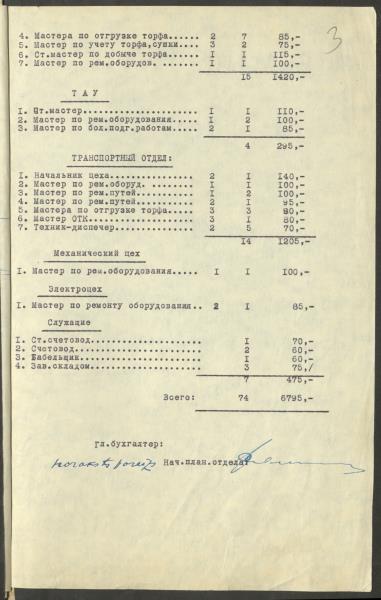 3
4. Мастера по отгрузке торфа...... 2 7 85,-
5. Мастер по учету торфа,сушки.... 3 2 75,-
6. Ст.мастер по добыче торфа...... I I 115,-
7. Мастер по рем.оборудов. ....... I I 100,-
15 1420,-
Т А У
I. Шт.мастер..................... I I 110,-
2. Мастер по рем.оборудования..... I 2 100,-
3. Мастер по бол.подг.работам..... 2 I 85,-
4 295,-
ТРАНСПОРТНЫЙ ОТДЕЛ:
I. Начальник цеха................ 2 I 140,-
2. Мастер по рем.оборуд. ........ I I 100,-
3. Мастер по рем.путей........... I 2 100,-
4. Мастер по рем.путей........... 2 I 95,-
5. Мастера по отгрузке торфа..... 3 3 80,-
6. Мастер ОТК.................... 3 I 80,-
7. Техник-диспечер............... 2 5 70,-
14 1205,-
Механический цех
I. Мастер по рем.оборудования..... I I 100,-
Электроцех
I. Мастер по ремонту оборудования.. 2 I 85,-
Служащие
I. Ст.счетовод.................... I 70,-
2. Счетовод....................... 2 60,-
3. Бабельщик...................... I 60,-
4. Зав.складом.................... 3 75,/
7 475,-
Всего: 74 6795,-
Гл.бухгалтер:
Нач.план.отдела: